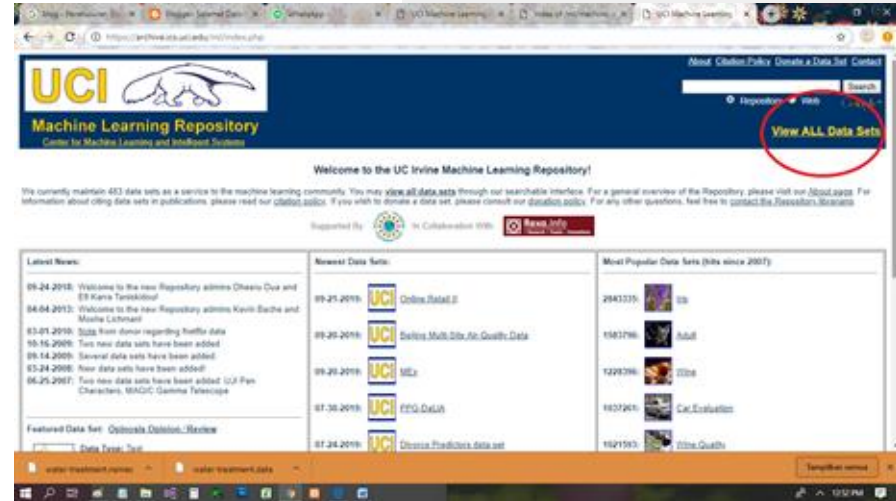 UCI Machine Learning
Index of /ml/machine
UCI Machine Learning
https://archive.ics.uci.edu/ml/index.php
About Citation Policy Donate a Data Set Contact
UCI
Search
Repository Web
Machine Learning Repository
Center for Machine Learning and Intelligent Systems
View ALL Data Sets
Welcome to the UC Irvine Machine Learning Repository!
We currently maintain 483 data sets as a service to the machine learning community. You may view all data sets through our searchable interface. For a general overview of the Repository, please visit our About page. For
information about citing data sets in publications, please read our citation policy. If you wish to donate a data set, please consult our donation policy. For any other questions, feel free to contact the Repository librarians.
Supported By: In Collaboration With: Rexa.info
Latest News:
09-24-2018: Welcome to the new Repository admins Dheeru Dua and
Efi Karra Taniskidou!
04-04-2013: Welcome to the new Repository admins Kevin Bache and
Moshe Lichman!
03-01-2010: Note from donor regarding Netflix data
10-16-2009: Two new data sets have been added.
09-14-2009: Several data sets have been added.
03-24-2008: New data sets have been added!
06-25-2007: Two new data sets have been added: UJI Pen
Characters, MAGIC Gamma Telescope
Featured Data Set: Opinosis Opinion / Review
Data Type: Text
Newest Data Sets:
09-21-2019: UCI Online Retail II
09-20-2019: UCI Beijing Multi-Site Air-Quality Data
09-20-2019: UCI MEx
07-30-2019: UCI PPG-DaLiA
07-24-2019: UCI Divorce Predictors data set
Most Popular Data Sets (hits since 2007):
2843335: Iris
1583796: Adult
1228396: Wine
1037201: Car Evaluation
1021593: Wine Quality
water-treatment.names
water-treatment.data
Tampilkan semua